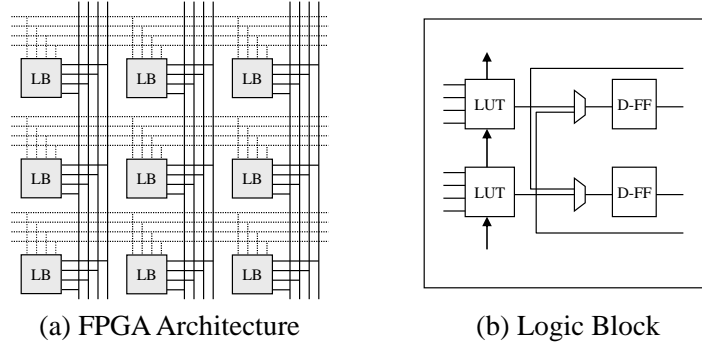 LB LB LB
LB LB LB
LB LB LB
(a) FPGA Architecture
LUT D-FF
LUT D-FF
(b) Logic Block